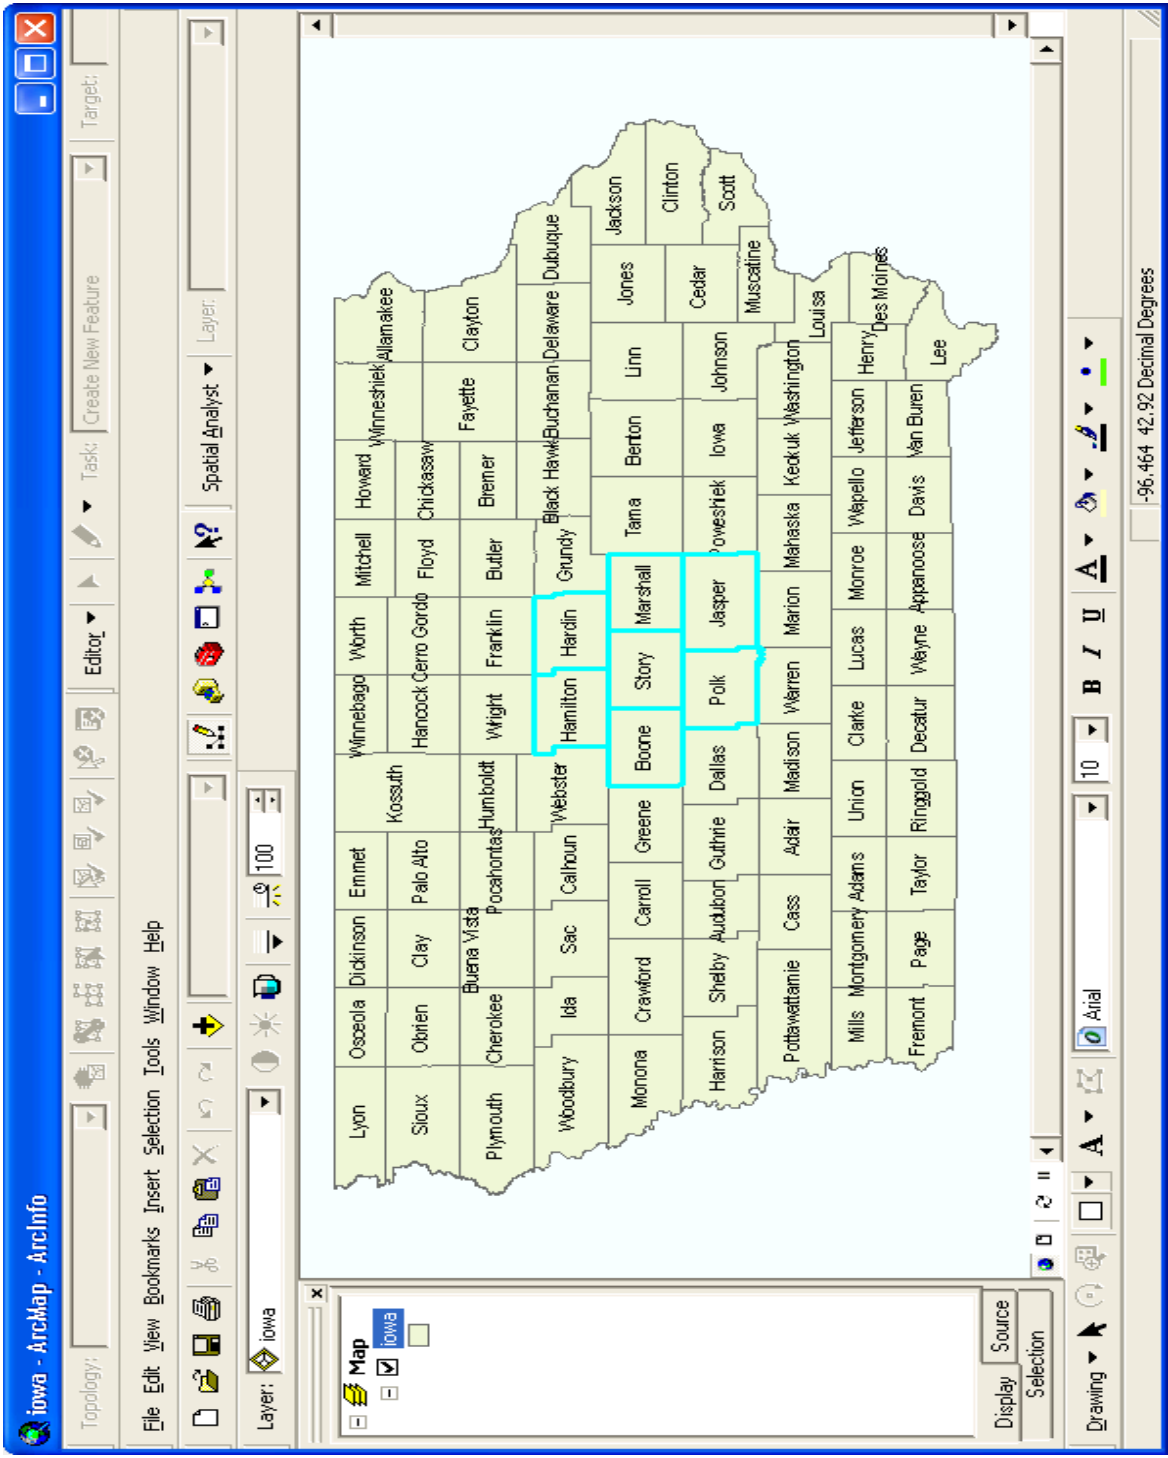 iowa - ArcMap - ArcInfo
Topology: Editor Task: Create New Feature Target:
File Edit View Bookmarks Insert Selection Tools Window Help
Spatial Analyst Layer:
Layer: iowa 100
Map
iowa
Lyon Osceola Dickinson Emmet Kossuth Winnebago Worth Mitchell Howard Winneshiek Allamakee
Sioux Obrien Clay Palo Alto Hancock Cerro Gordo Floyd Chickasaw Fayette Clayton
Plymouth Cherokee Buena Vista Pocahontas Humboldt Wright Franklin Butler Bremer
Woodbury Ida Sac Calhoun Webster Hamilton Hardin Grundy Black Hawk Buchanan Delaware Dubuque
Monona Crawford Carroll Greene Boone Story Marshall Tama Benton Linn Jones Jackson
Clinton
Harrison Shelby Audubon Guthrie Dallas Polk Jasper Poweshiek Iowa Johnson Cedar Scott
Muscatine
Pottawattamie Cass Adair Madison Warren Marion Mahaska Keokuk Washington Louisa
Mills Montgomery Adams Union Clarke Lucas Monroe Wapello Jefferson Henry Des Moines
Fremont Page Taylor Ringgold Decatur Wayne Appanoose Davis Van Buren Lee
Display Source
Selection
Drawing A Arial 10 B I U A
-96.464 42.92 Decimal Degrees